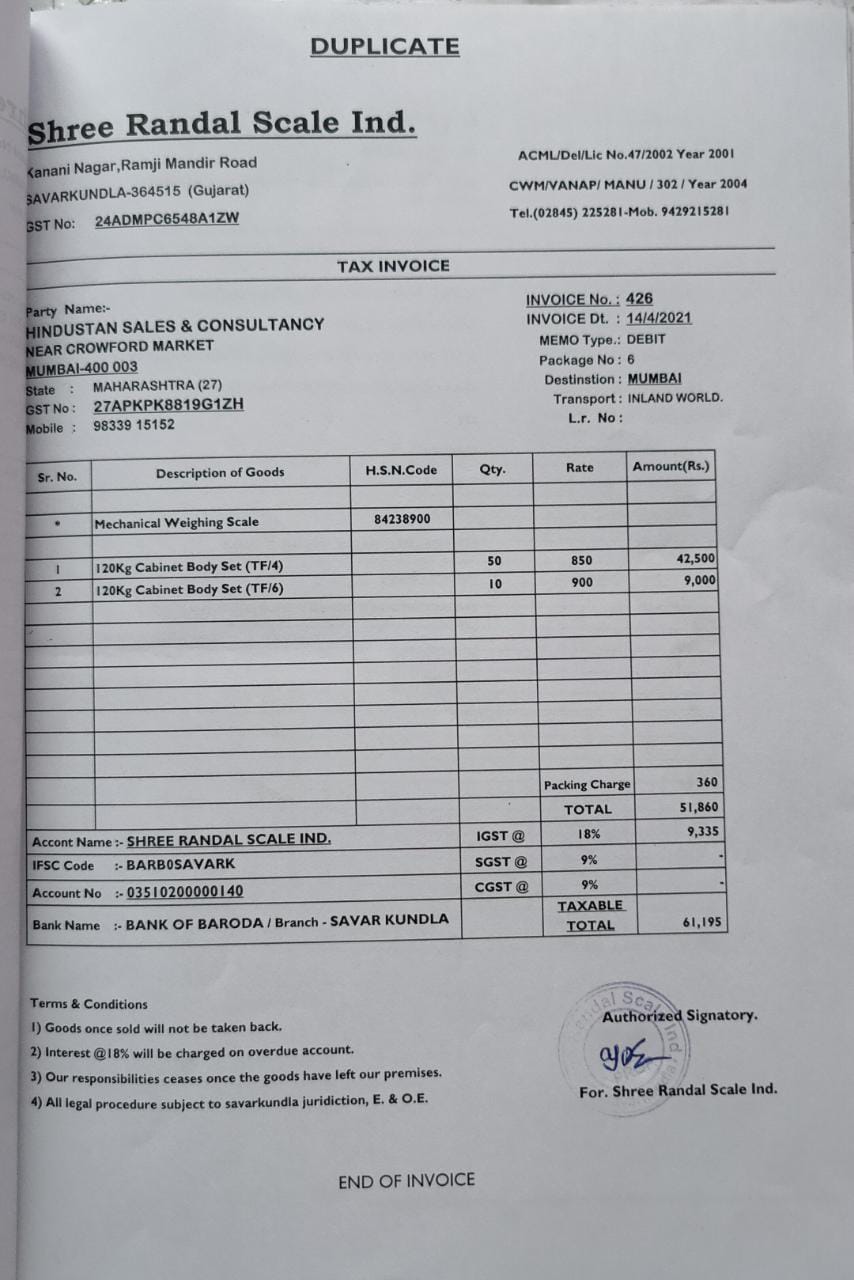 DUPLICATE
Shree Randal Scale Ind.
Kanani Nagar,Ramji Mandir Road
SAVARKUNDLA-364515 (Gujarat)
GST No: 24ADMPC6548A1ZW
ACML/Del/Lic No.47/2002 Year 2001
CWM/VANAP/ MANU / 302 / Year 2004
Tel.(02845) 225281-Mob. 9429215281
TAX INVOICE
Party Name:-
HINDUSTAN SALES & CONSULTANCY
NEAR CROWFORD MARKET
MUMBAI-400 003
State : MAHARASHTRA (27)
GST No : 27APKPK8819G1ZH
Mobile : 98339 15152
INVOICE No. : 426
INVOICE Dt. : 14/4/2021
MEMO Type.: DEBIT
Package No : 6
Destinstion : MUMBAI
Transport : INLAND WORLD.
L.r. No :
Sr. No. Description of Goods H.S.N.Code Qty. Rate Amount(Rs.)
* Mechanical Weighing Scale 84238900
1 120Kg Cabinet Body Set (TF/4) 50 850 42,500
2 120Kg Cabinet Body Set (TF/6) 10 900 9,000
Packing Charge 360
TOTAL 51,860
Accont Name :- SHREE RANDAL SCALE IND. IGST @ 18% 9,335
IFSC Code :- BARB0SAVARK SGST @ 9% -
Account No :- 03510200000140 CGST @ 9% -
Bank Name :- BANK OF BARODA / Branch - SAVAR KUNDLA TAXABLE TOTAL 61,195
Terms & Conditions
1) Goods once sold will not be taken back.
2) Interest @18% will be charged on overdue account.
3) Our responsibilities ceases once the goods have left our premises.
4) All legal procedure subject to savarkundla juridiction, E. & O.E.
Authorized Signatory.
For. Shree Randal Scale Ind.
END OF INVOICE